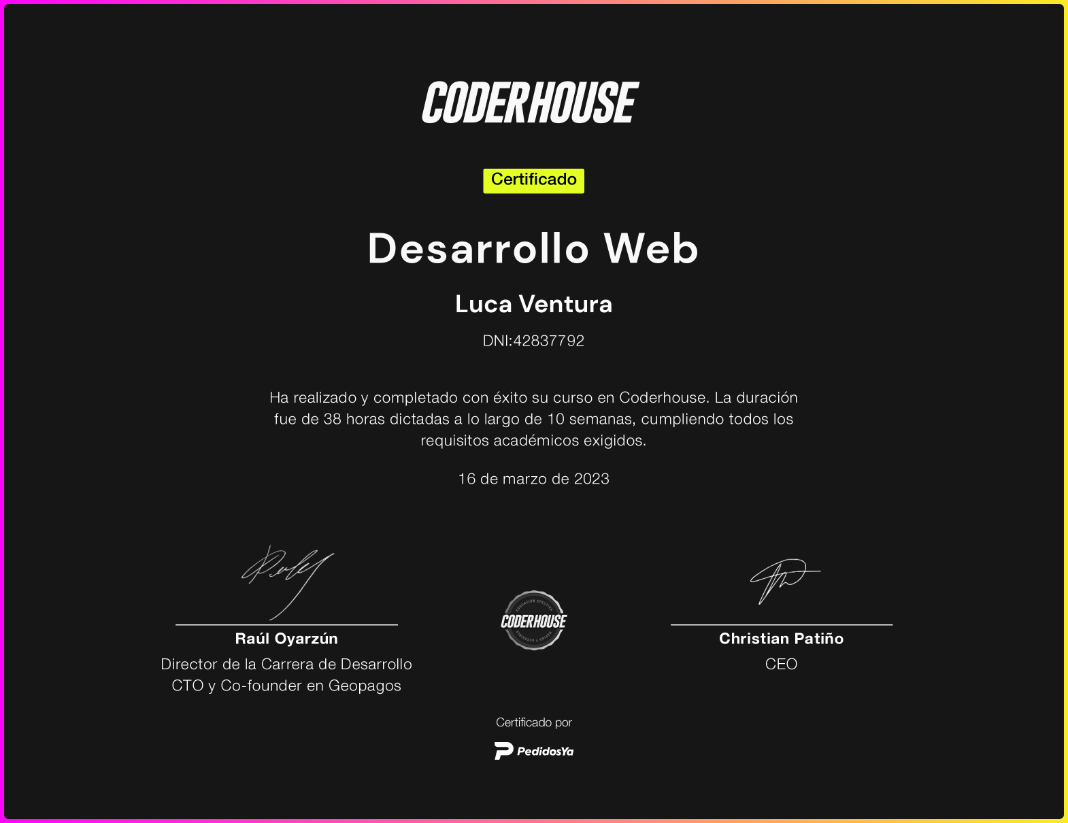 CODERHOUSE
Certificado
Desarrollo Web
Luca Ventura
DNI:42837792
Ha realizado y completado con éxito su curso en Coderhouse. La duración
fue de 38 horas dictadas a lo largo de 10 semanas, cumpliendo todos los
requisitos académicos exigidos.
16 de marzo de 2023
CODERHOUSE
Raúl Oyarzún
Director de la Carrera de Desarrollo
CTO y Co-founder en Geopagos
Christian Patiño
CEO
Certificado por
PedidosYa